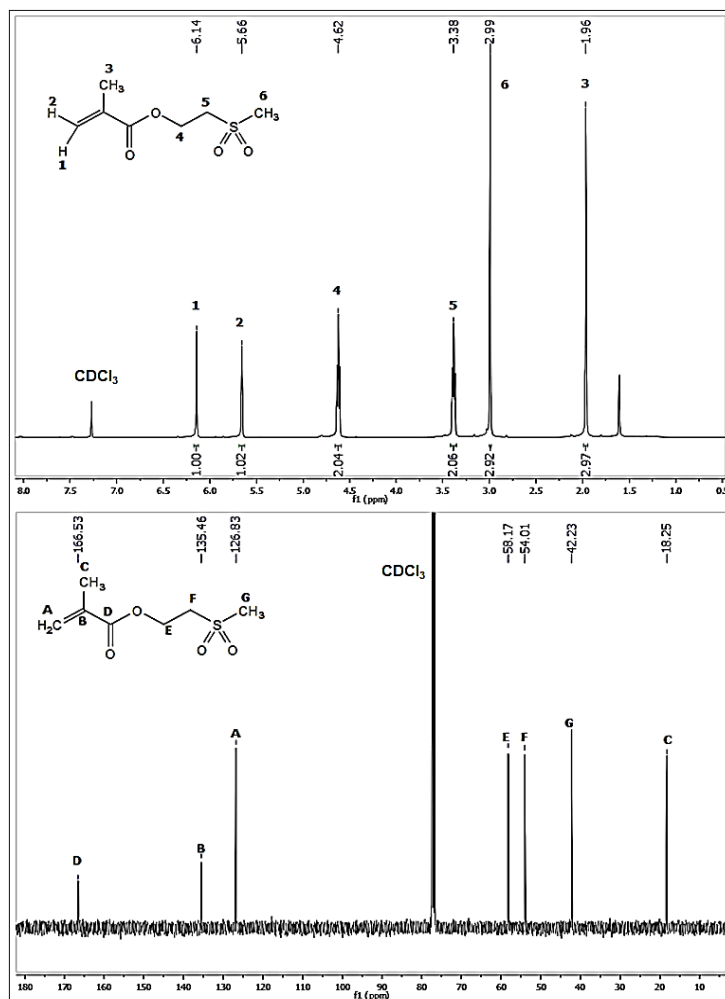 6.14
5.66
4.62
3.38
2.99
1.96
3
CH₃
2
H
H
1
O
O
4
5
S
O
O
6
CH₃
6
3
1
2
4
5
CDCl₃
1.00
1.02
2.04
2.06
2.92
2.97
8.0 7.5 7.0 6.5 6.0 5.5 5.0 4.5 4.0 3.5 3.0 2.5 2.0 1.5 1.0 0.5
f1 (ppm)
166.53
135.46
126.83
58.17
54.01
42.23
18.25
CDCl₃
C
CH₃
A
H₂C
B
D
O
O
E
F
S
O
O
G
CH₃
D
B
A
E
F
G
C
180 170 160 150 140 130 120 110 100 90 80 70 60 50 40 30 20 10
f1 (ppm)